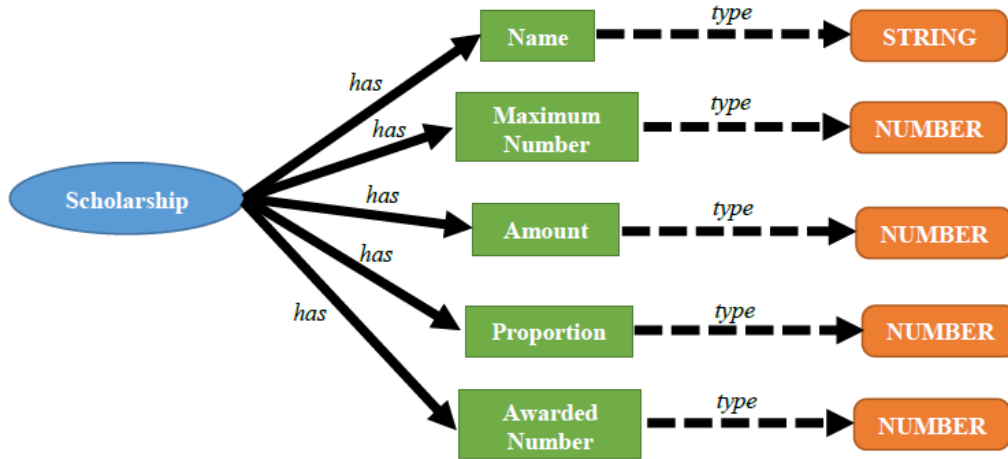 Name
type
STRING
has
Maximum
Number
type
NUMBER
has
Scholarship
has
Amount
type
NUMBER
has
Proportion
type
NUMBER
has
Awarded
Number
type
NUMBER